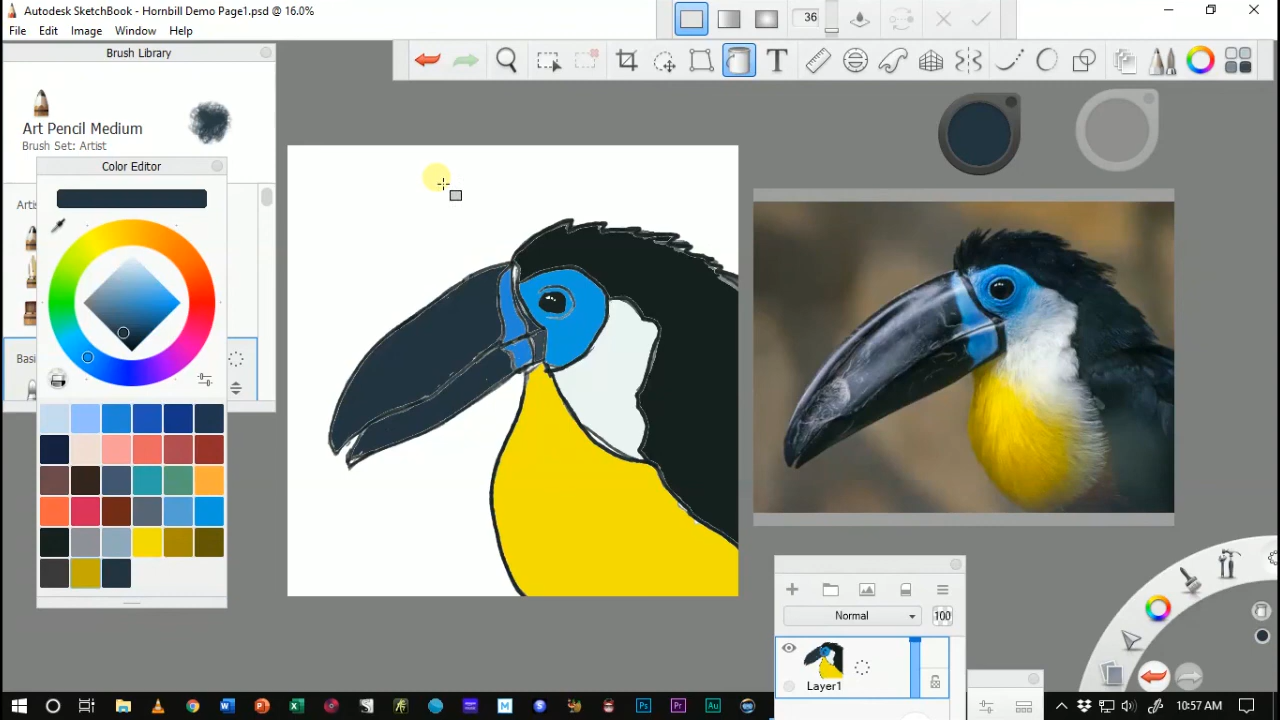 Autodesk SketchBook - Hornbill Demo Page1.psd @ 16.0%
36
File Edit Image Window Help
Brush Library
T
Art Pencil Medium
Brush Set: Artist
Color Editor
Normal
100
Layer1
10:57 AM